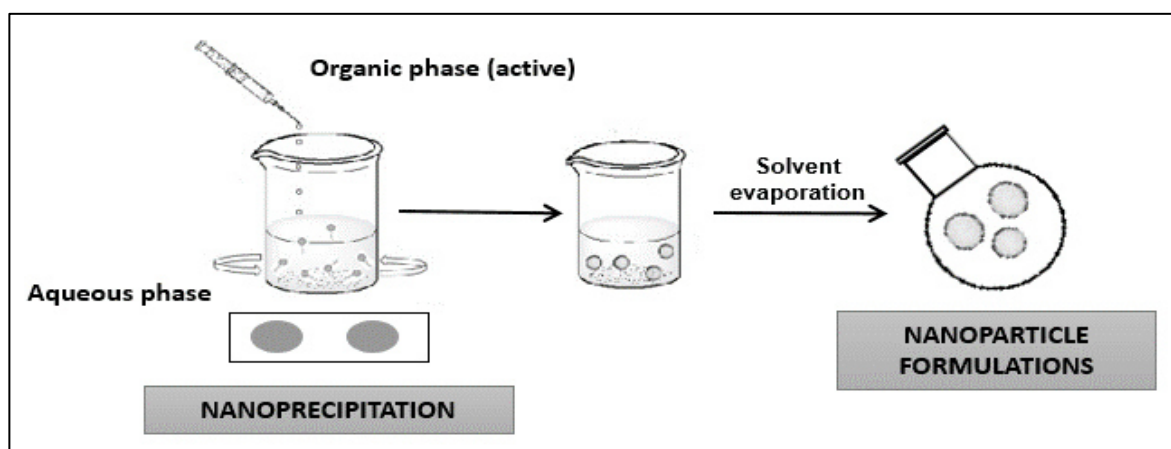 Organic phase (active)
Solvent
evaporation
Aqueous phase
NANOPRECIPITATION
NANOPARTICLE
FORMULATIONS